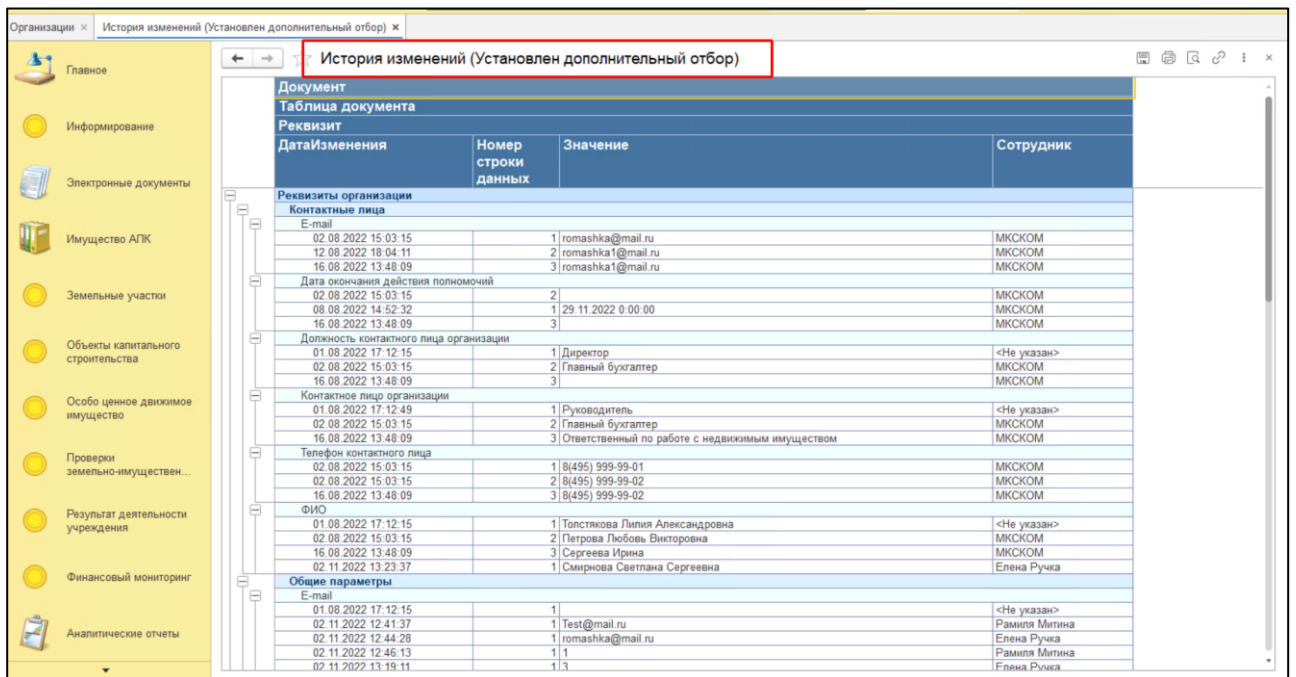 Организации ×
История изменений (Установлен дополнительный отбор) ×
Главное
Информирование
Электронные документы
Имущество АПК
Земельные участки
Объекты капитального
строительства
Особо ценное движимое
имущество
Проверки
земельно-имуществен...
Результат деятельности
учреждения
Финансовый мониторинг
Аналитические отчеты
История изменений (Установлен дополнительный отбор)
Документ
Таблица документа
Реквизит
ДатаИзменения Номер строки данных Значение Сотрудник
Реквизиты организации
Контактные лица
E-mail
02.08.2022 15:03:15 1 romashka@mail.ru МКСКОМ
12.08.2022 18:04:11 2 romashka1@mail.ru МКСКОМ
16.08.2022 13:48:09 3 romashka1@mail.ru МКСКОМ
Дата окончания действия полномочий
02.08.2022 15:03:15 2 МКСКОМ
08.08.2022 14:52:32 1 29.11.2022 0:00:00 МКСКОМ
16.08.2022 13:48:09 3 МКСКОМ
Должность контактного лица организации
01.08.2022 17:12:15 1 Директор <Не указан>
02.08.2022 15:03:15 2 Главный бухгалтер МКСКОМ
16.08.2022 13:48:09 3 МКСКОМ
Контактное лицо организации
01.08.2022 17:12:49 1 Руководитель <Не указан>
02.08.2022 15:03:15 2 Главный бухгалтер МКСКОМ
16.08.2022 13:48:09 3 Ответственный по работе с недвижимым имуществом МКСКОМ
Телефон контактного лица
02.08.2022 15:03:15 1 8(495) 999-99-01 МКСКОМ
02.08.2022 15:03:15 2 8(495) 999-99-02 МКСКОМ
16.08.2022 13:48:09 3 8(495) 999-99-02 МКСКОМ
ФИО
01.08.2022 17:12:15 1 Толстякова Лилия Александровна <Не указан>
02.08.2022 15:03:15 2 Петрова Любовь Викторовна МКСКОМ
16.08.2022 13:48:09 3 Сергеева Ирина МКСКОМ
02.11.2022 13:23:37 1 Смирнова Светлана Сергеевна Елена Ручка
Общие параметры
E-mail
01.08.2022 17:12:15 1 <Не указан>
02.11.2022 12:41:37 1 Test@mail.ru Рамиля Митина
02.11.2022 12:44:28 1 romashka@mail.ru Елена Ручка
02.11.2022 12:46:13 1 1 Рамиля Митина
02.11.2022 13:19:11 1 3 Елена Ручка